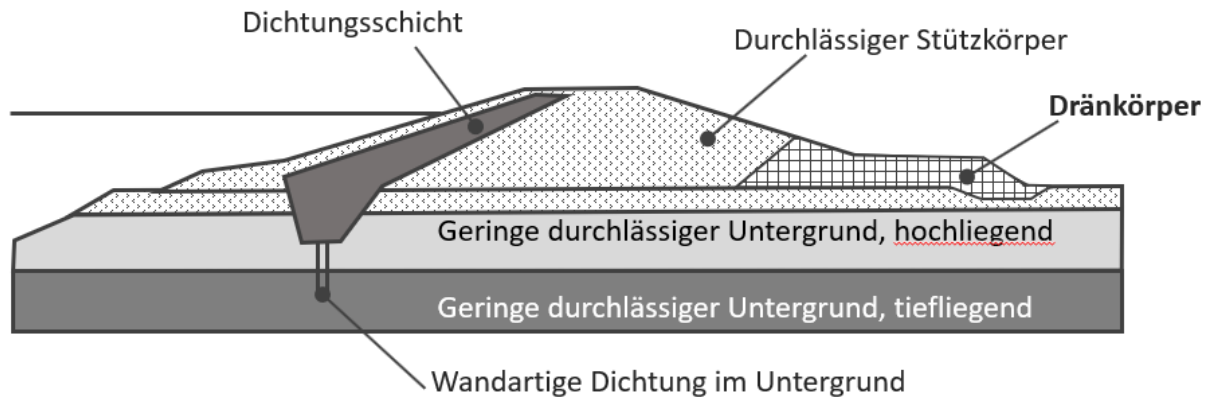 Dichtungsschicht
Durchlässiger Stützkörper
Dränkörper
Geringe durchlässiger Untergrund, hochliegend
Geringe durchlässiger Untergrund, tiefliegend
Wandartige Dichtung im Untergrund